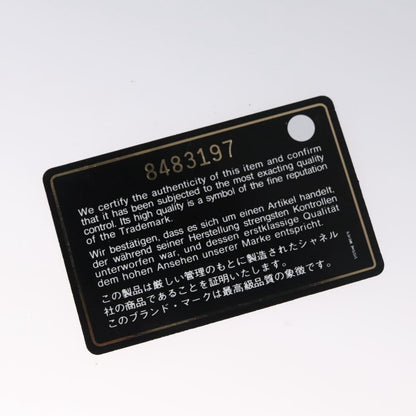 8483197
We certify the authenticity of this item and confirm
that it has been subjected to the most exacting quality
control. Its high quality is a symbol of the fine reputation
of the Trademark.
Wir bestätigen, dass es sich um einen Artikel handelt,
der während seiner Herstellung strengsten Kontrollen
unterworfen war, und dessen erstklassige Qualität
dem hohen Ansehen unserer Marke entspricht.
この製品は厳しい管理のもとに製造されたシャネル
社の商品であることを証明いたします。
このブランド・マークは最高級品質の象徴です。